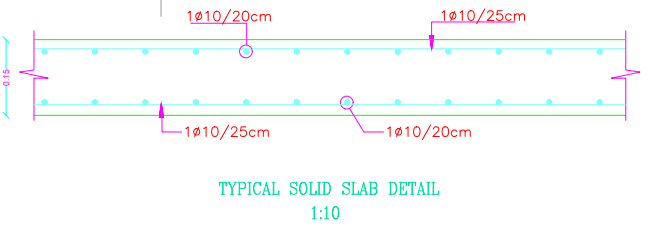 1ø10/20cm
1ø10/25cm
0.15
1ø10/25cm
1ø10/20cm
TYPICAL SOLID SLAB DETAIL
1:10